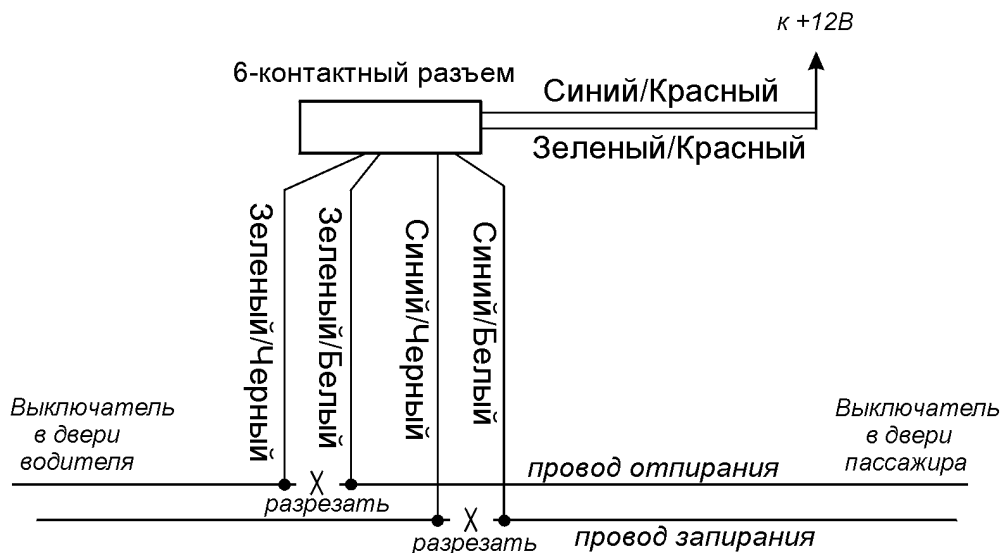 к +12В
6-контактный разъем
Синий/Красный
Зеленый/Красный
Зеленый/Черный
Зеленый/Белый
Синий/Черный
Синий/Белый
Выключатель
в двери
водителя
Выключатель
в двери
пассажира
провод отпирания
разрезать
провод запирания
разрезать